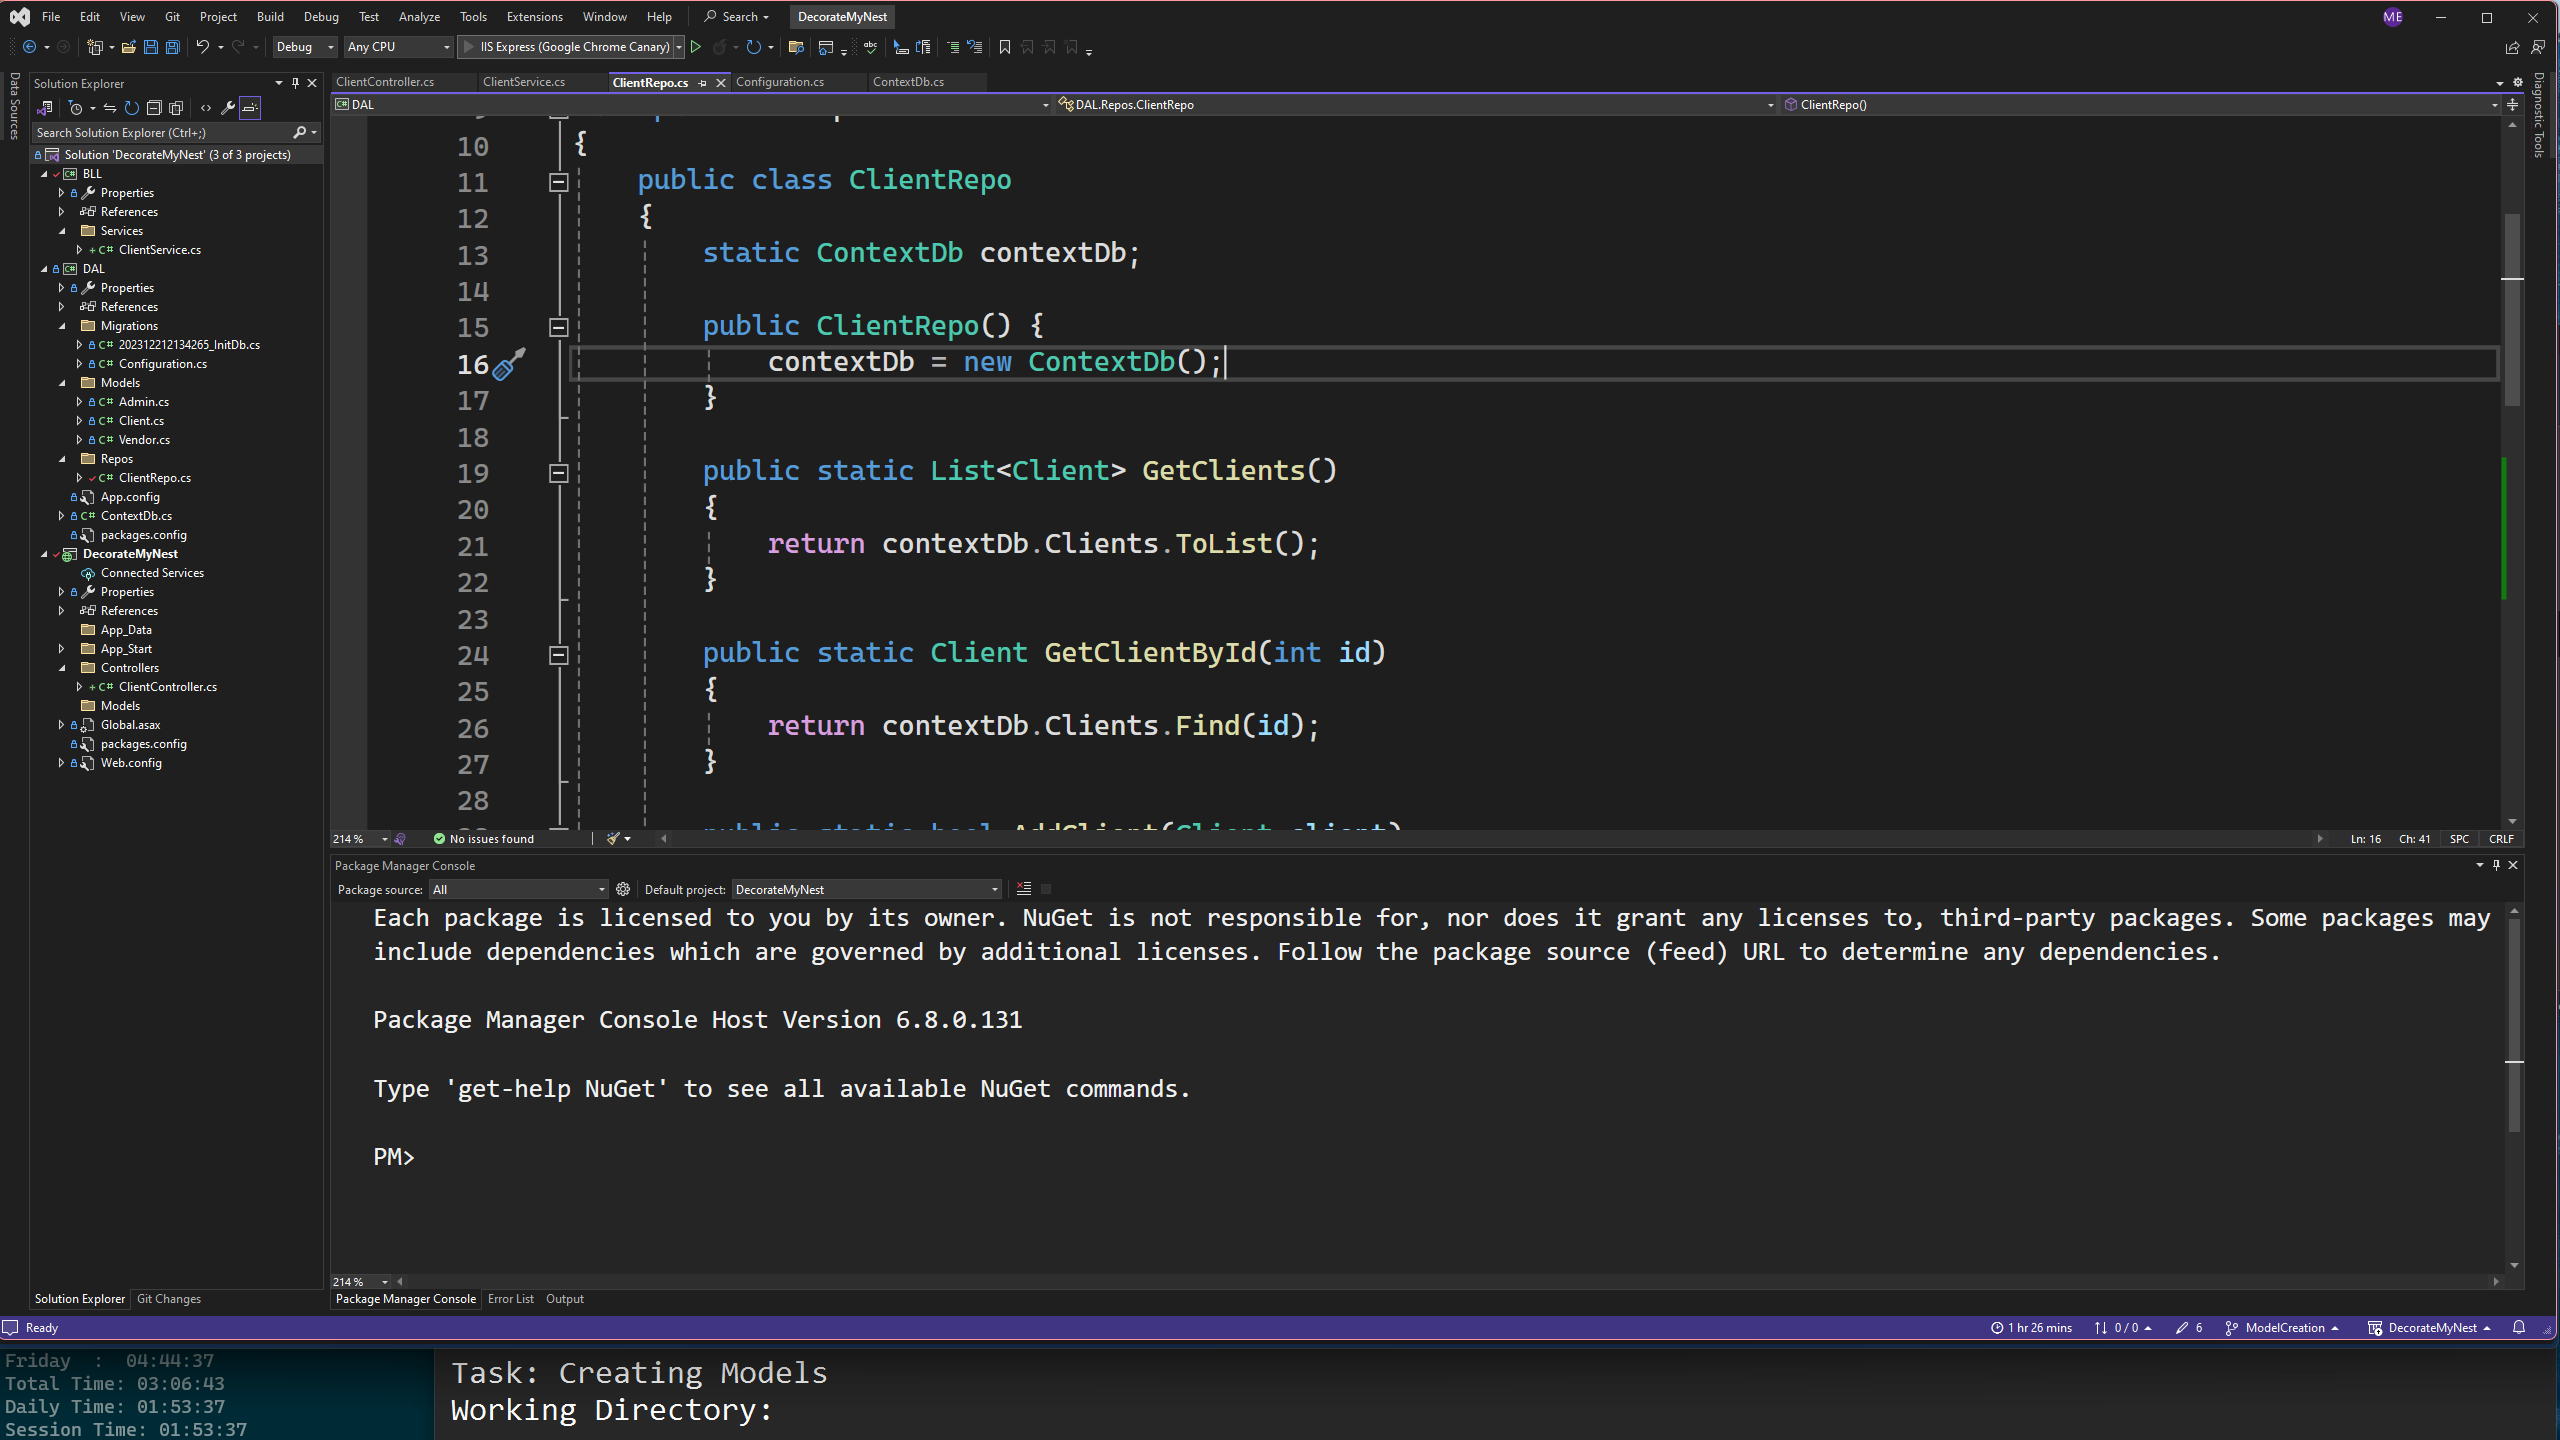 File Edit View Git Project Build Debug Test Analyze Tools Extensions Window Help Search DecorateMyNest ME
Debug Any CPU IIS Express (Google Chrome Canary)
Data Sources
Solution Explorer
Search Solution Explorer (Ctrl+;)
Solution 'DecorateMyNest' (3 of 3 projects)
BLL
Properties
References
Services
C# ClientService.cs
DAL
Properties
References
Migrations
C# 202312212134265_InitDb.cs
C# Configuration.cs
Models
C# Admin.cs
C# Client.cs
C# Vendor.cs
Repos
C# ClientRepo.cs
App.config
C# ContextDb.cs
packages.config
DecorateMyNest
Connected Services
Properties
References
App_Data
App_Start
Controllers
C# ClientController.cs
Models
Global.asax
packages.config
Web.config
Solution Explorer Git Changes
ClientController.cs ClientService.cs ClientRepo.cs Configuration.cs ContextDb.cs
DAL DAL.Repos.ClientRepo ClientRepo()
10 {
11 public class ClientRepo
12 {
13 static ContextDb contextDb;
14
15 public ClientRepo() {
16 contextDb = new ContextDb();
17 }
18
19 public static List<Client> GetClients()
20 {
21 return contextDb.Clients.ToList();
22 }
23
24 public static Client GetClientById(int id)
25 {
26 return contextDb.Clients.Find(id);
27 }
28
public static bool AddClient(Client client)
214 % No issues found Ln: 16 Ch: 41 SPC CRLF
Diagnostic Tools
Package Manager Console
Package source: All Default project: DecorateMyNest
Each package is licensed to you by its owner. NuGet is not responsible for, nor does it grant any licenses to, third-party packages. Some packages may
include dependencies which are governed by additional licenses. Follow the package source (feed) URL to determine any dependencies.
Package Manager Console Host Version 6.8.0.131
Type 'get-help NuGet' to see all available NuGet commands.
PM>
214 %
Package Manager Console Error List Output
Ready 1 hr 26 mins 0 / 0 6 ModelCreation DecorateMyNest
Friday : 04:44:37
Total Time: 03:06:43
Daily Time: 01:53:37
Session Time: 01:53:37
Task: Creating Models
Working Directory: